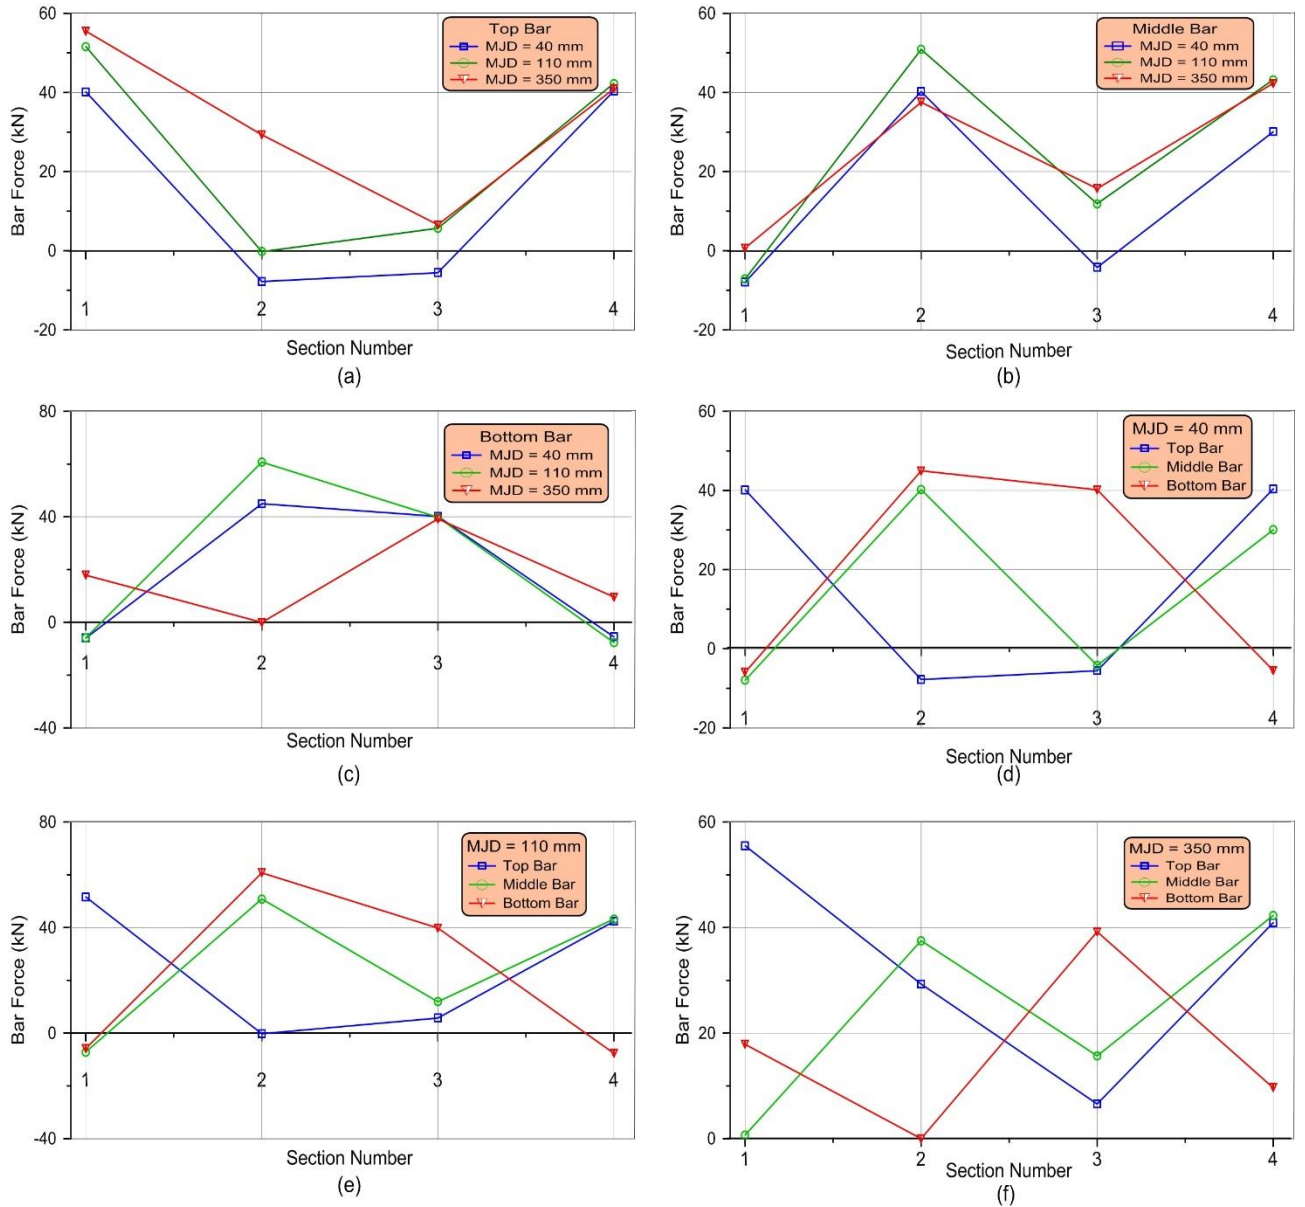 60
40
20
0
-20
Bar Force (kN)
Top Bar
MJD = 40 mm
MJD = 110 mm
MJD = 350 mm
1
2
3
4
Section Number
(a)
60
40
20
0
-20
Bar Force (kN)
Middle Bar
MJD = 40 mm
MJD = 110 mm
MJD = 350 mm
1
2
3
4
Section Number
(b)
80
40
0
-40
Bar Force (kN)
Bottom Bar
MJD = 40 mm
MJD = 110 mm
MJD = 350 mm
1
2
3
4
Section Number
(c)
60
40
20
0
-20
Bar Force (kN)
MJD = 40 mm
Top Bar
Middle Bar
Bottom Bar
1
2
3
4
Section Number
(d)
80
40
0
-40
Bar Force (kN)
MJD = 110 mm
Top Bar
Middle Bar
Bottom Bar
1
2
3
4
Section Number
(e)
60
40
20
0
Bar Force (kN)
MJD = 350 mm
Top Bar
Middle Bar
Bottom Bar
1
2
3
4
Section Number
(f)